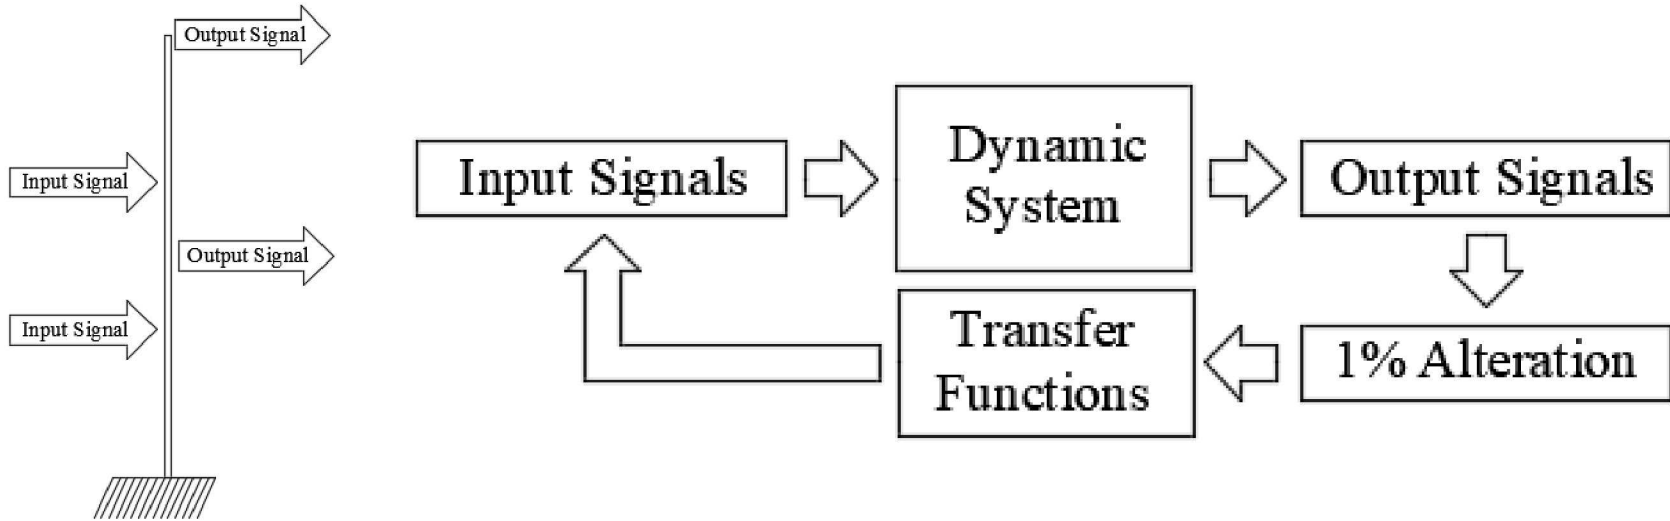 Output Signal
Input Signal
Output Signal
Input Signal
Input Signals
Dynamic
System
Output Signals
Transfer
Functions
1% Alteration